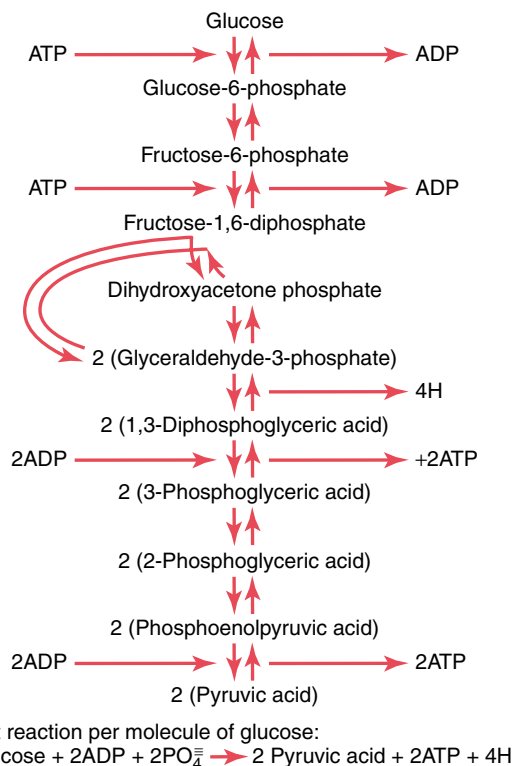 Glucose
ATP ADP
Glucose-6-phosphate
Fructose-6-phosphate
ATP ADP
Fructose-1,6-diphosphate
Dihydroxyacetone phosphate
2 (Glyceraldehyde-3-phosphate)
4H
2 (1,3-Diphosphoglyceric acid)
2ADP +2ATP
2 (3-Phosphoglyceric acid)
2 (2-Phosphoglyceric acid)
2 (Phosphoenolpyruvic acid)
2ADP 2ATP
2 (Pyruvic acid)
t reaction per molecule of glucose:
cose + 2ADP + 2PO₄≡ → 2 Pyruvic acid + 2ATP + 4H